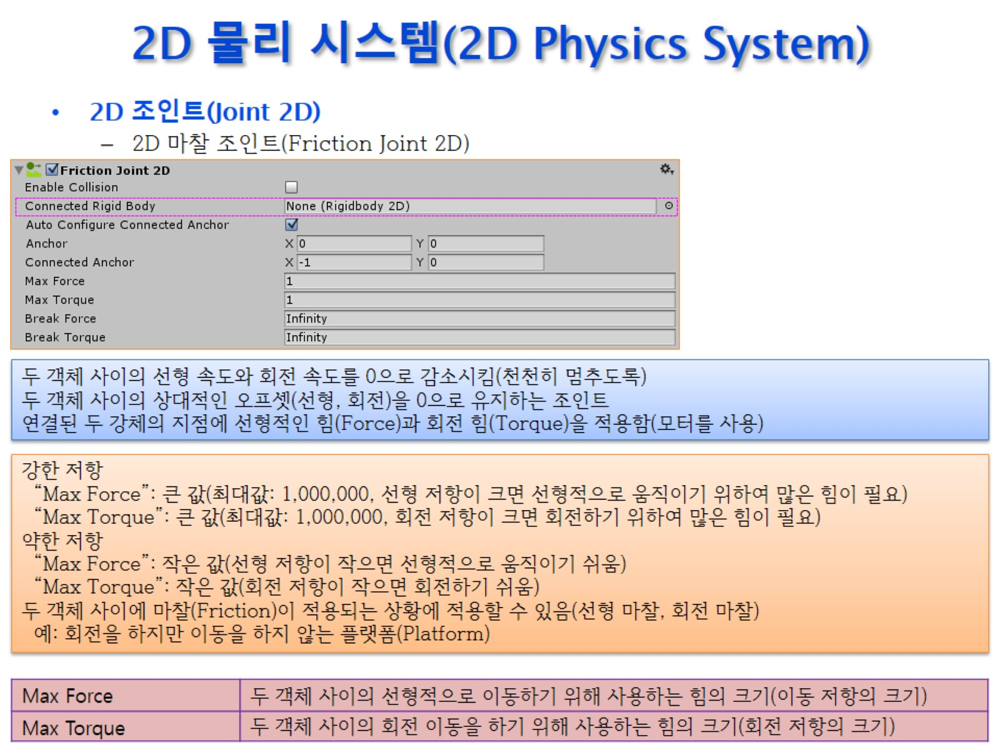 2D 물리 시스템(2D Physics System)
• 2D 조인트(Joint 2D)
– 2D 마찰 조인트(Friction Joint 2D)
Friction Joint 2D
Enable Collision
Connected Rigid Body None (Rigidbody 2D)
Auto Configure Connected Anchor
Anchor X 0 Y 0
Connected Anchor X -1 Y 0
Max Force 1
Max Torque 1
Break Force Infinity
Break Torque Infinity
두 객체 사이의 선형 속도와 회전 속도를 0으로 감소시킴(천천히 멈추도록)
두 객체 사이의 상대적인 오프셋(선형, 회전)을 0으로 유지하는 조인트
연결된 두 강체의 지점에 선형적인 힘(Force)과 회전 힘(Torque)을 적용함(모터를 사용)
강한 저항
“Max Force”: 큰 값(최대값: 1,000,000, 선형 저항이 크면 선형적으로 움직이기 위하여 많은 힘이 필요)
“Max Torque”: 큰 값(최대값: 1,000,000, 회전 저항이 크면 회전하기 위하여 많은 힘이 필요)
약한 저항
“Max Force”: 작은 값(선형 저항이 작으면 선형적으로 움직이기 쉬움)
“Max Torque”: 작은 값(회전 저항이 작으면 회전하기 쉬움)
두 객체 사이에 마찰(Friction)이 적용되는 상황에 적용할 수 있음(선형 마찰, 회전 마찰)
예: 회전을 하지만 이동을 하지 않는 플랫폼(Platform)
Max Force 두 객체 사이의 선형적으로 이동하기 위해 사용하는 힘의 크기(이동 저항의 크기)
Max Torque 두 객체 사이의 회전 이동을 하기 위해 사용하는 힘의 크기(회전 저항의 크기)